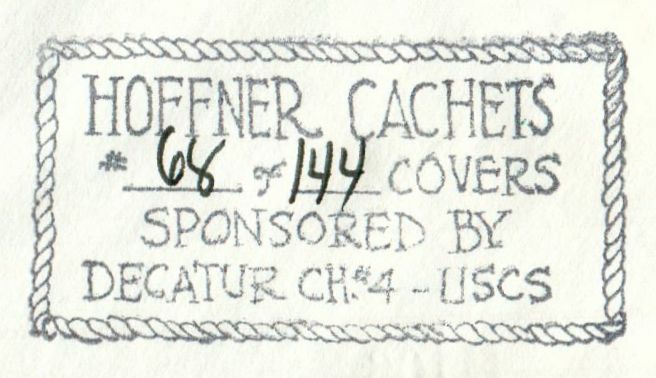 HOFFNER CACHETS
# 68 of 144 COVERS
SPONSORED BY
DECATUR CH.#4 - USCS